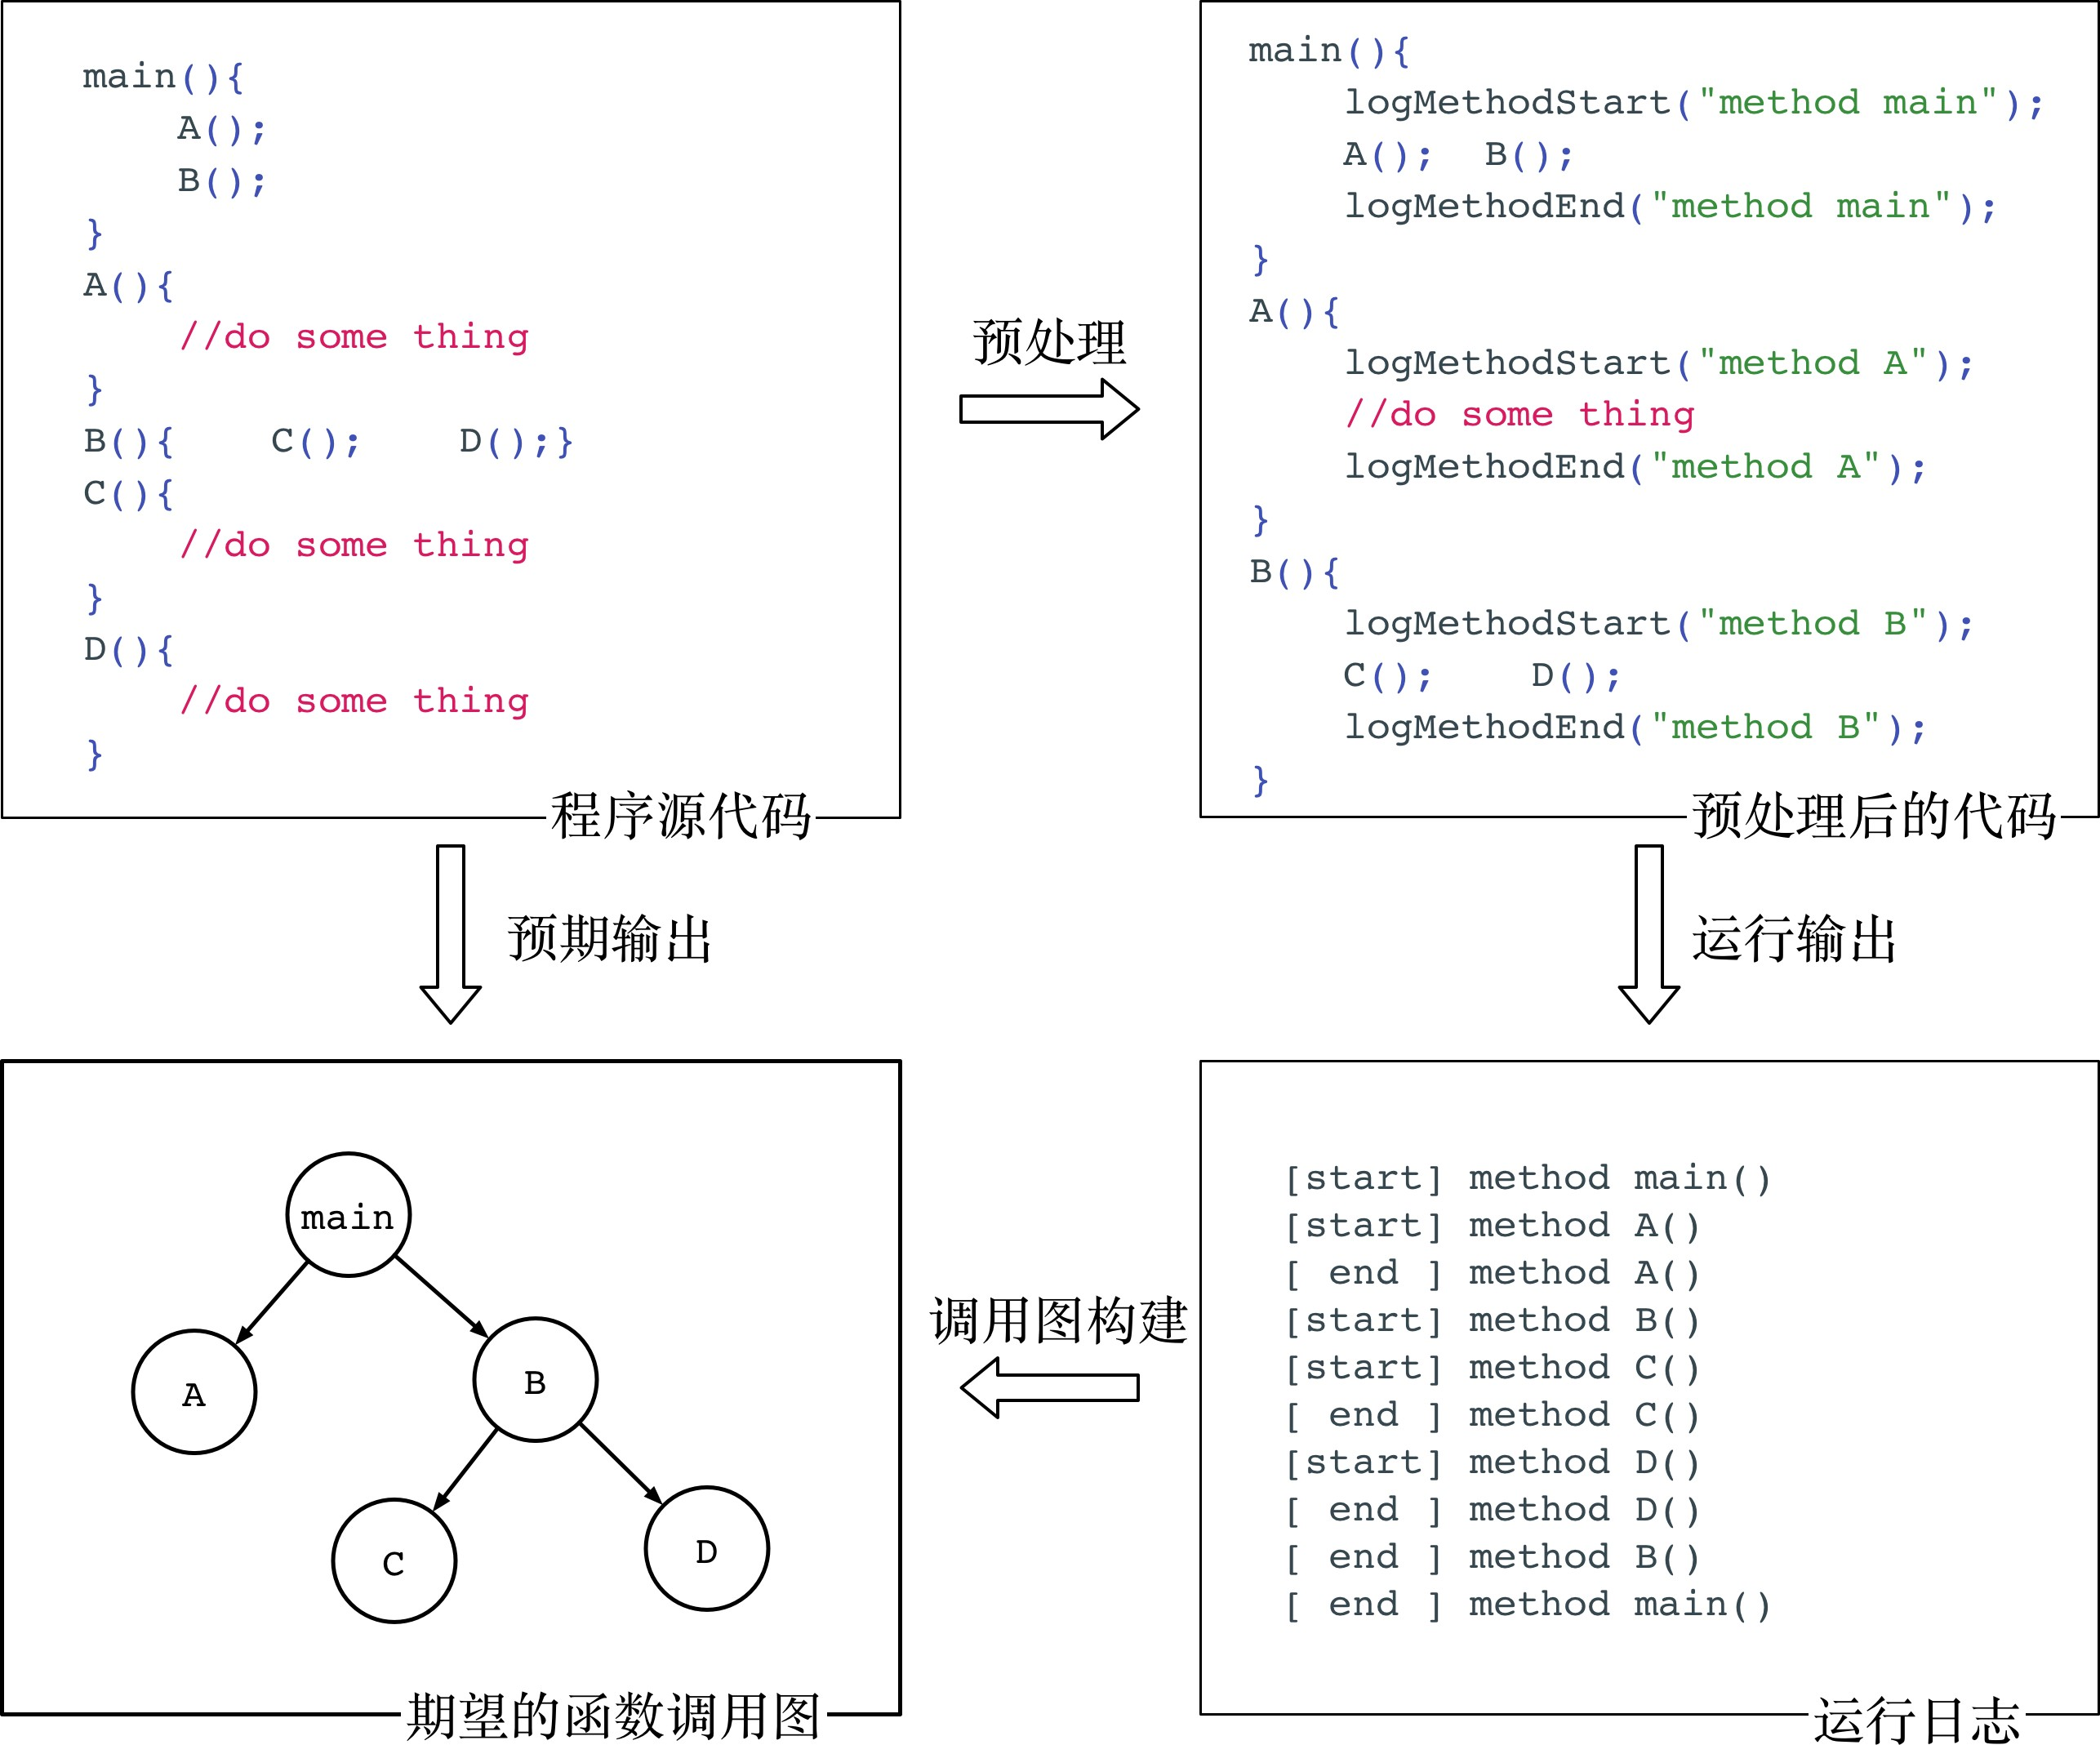 main(){
    A();
    B();
}
A(){
    //do some thing
}
B(){    C();    D();}
C(){
    //do some thing
}
D(){
    //do some thing
}
程序源代码
预处理
main(){
    logMethodStart("method main");
    A();  B();
    logMethodEnd("method main");
}
A(){
    logMethodStart("method A");
    //do some thing
    logMethodEnd("method A");
}
B(){
    logMethodStart("method B");
    C();    D();
    logMethodEnd("method B");
}
预处理后的代码
预期输出
运行输出
main
A
B
C
D
期望的函数调用图
调用图构建
[start] method main()
[start] method A()
[ end ] method A()
[start] method B()
[start] method C()
[ end ] method C()
[start] method D()
[ end ] method D()
[ end ] method B()
[ end ] method main()
运行日志